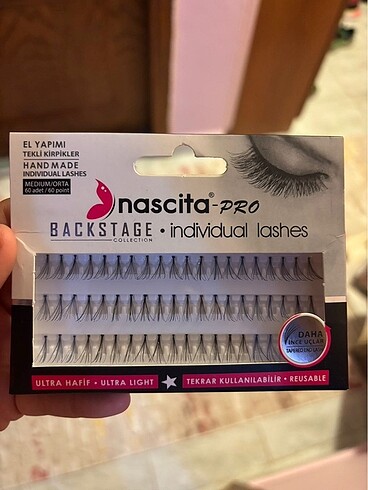 EL YAPIMI
TEKLİ KİRPİKLER
HAND MADE
INDIVIDUAL LASHES
MEDIUM/ORTA
60 adet / 60 point
nascita®-PRO
BACKSTAGE • individual lashes
COLLECTION
DAHA
İNCE UÇLAR
ULTRA HAFİF • ULTRA LIGHT ★ TEKRAR KULLANILABİLİR • REUSABLE